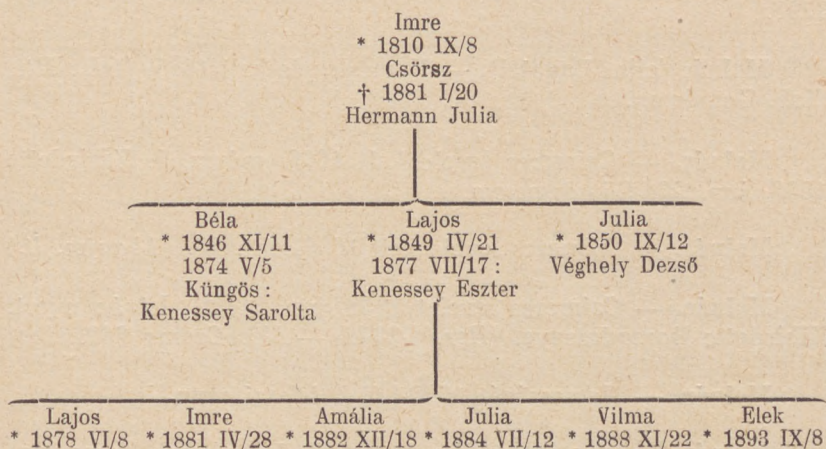 Imre
* 1810 IX/8
Csörsz
† 1881 I/20
Hermann Julia
Béla Lajos Julia
* 1846 XI/11 * 1849 IV/21 * 1850 IX/12
1874 V/5 1877 VII/17 : Véghely Dezső
Küngös : Kenessey Eszter
Kenessey Sarolta
Lajos Imre Amália Julia Vilma Elek
* 1878 VI/8 * 1881 IV/28 * 1882 XII/18 * 1884 VII/12 * 1888 XI/22 * 1893 IX/8